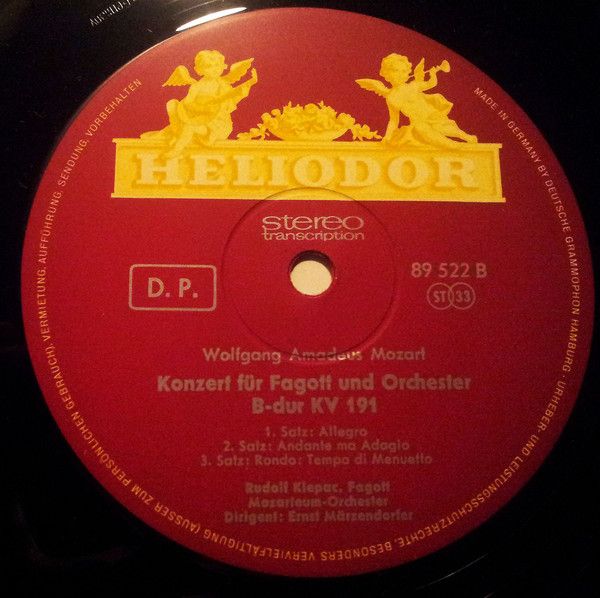 HELIODOR
stereo
transcription
D. P.
89 522 B
ST 33
Wolfgang Amadeus Mozart
Konzert für Fagott und Orchester
B-dur KV 191
1. Satz: Allegro
2. Satz: Andante ma Adagio
3. Satz: Rondo: Tempo di Menuetto
Rudolf Klepac, Fagott
Mozarteum-Orchester
Dirigent: Ernst Märzendorfer
MADE IN GERMANY BY DEUTSCHE GRAMMOPHON HAMBURG · URHEBER- UND LEISTUNGSSCHUTZRECHTE, BESONDERS VERVIELFÄLTIGUNG (AUSSER ZUM PERSÖNLICHEN GEBRAUCH), VERMIETUNG, AUFFÜHRUNG, SENDUNG, VORBEHALTEN